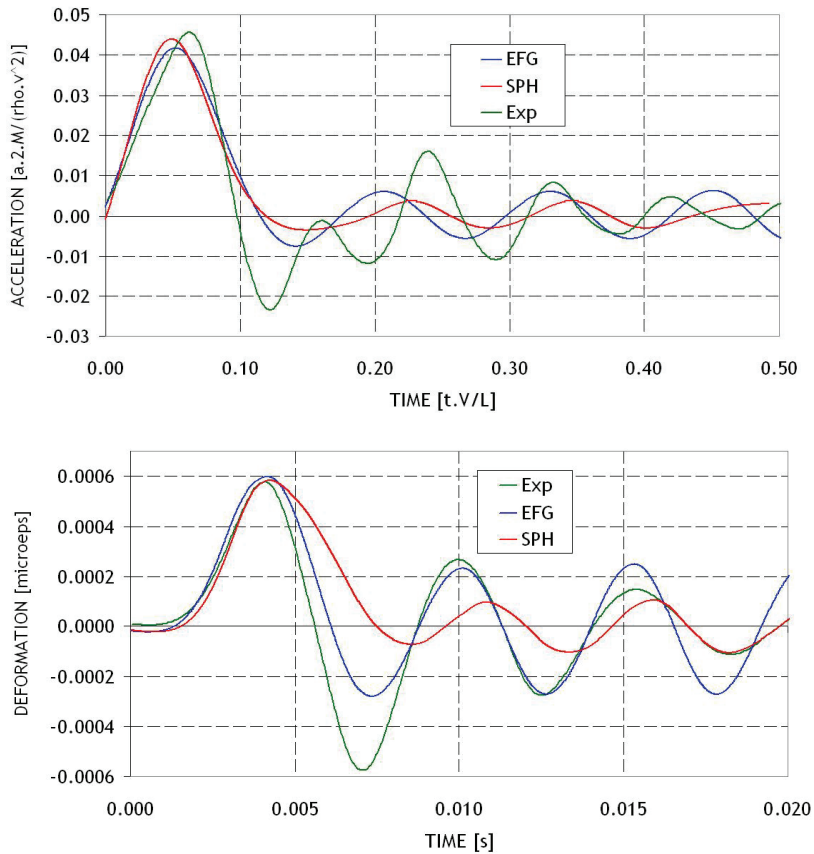 ACCELERATION [a.2.M/(rho.v^2)]
0.05
0.04
0.03
0.02
0.01
0.00
-0.01
-0.02
-0.03
EFG
SPH
Exp
0.00 0.10 0.20 0.30 0.40 0.50
TIME [t.V/L]
DEFORMATION [microeps]
0.0006
0.0004
0.0002
0.0000
-0.0002
-0.0004
-0.0006
Exp
EFG
SPH
0.000 0.005 0.010 0.015 0.020
TIME [s]